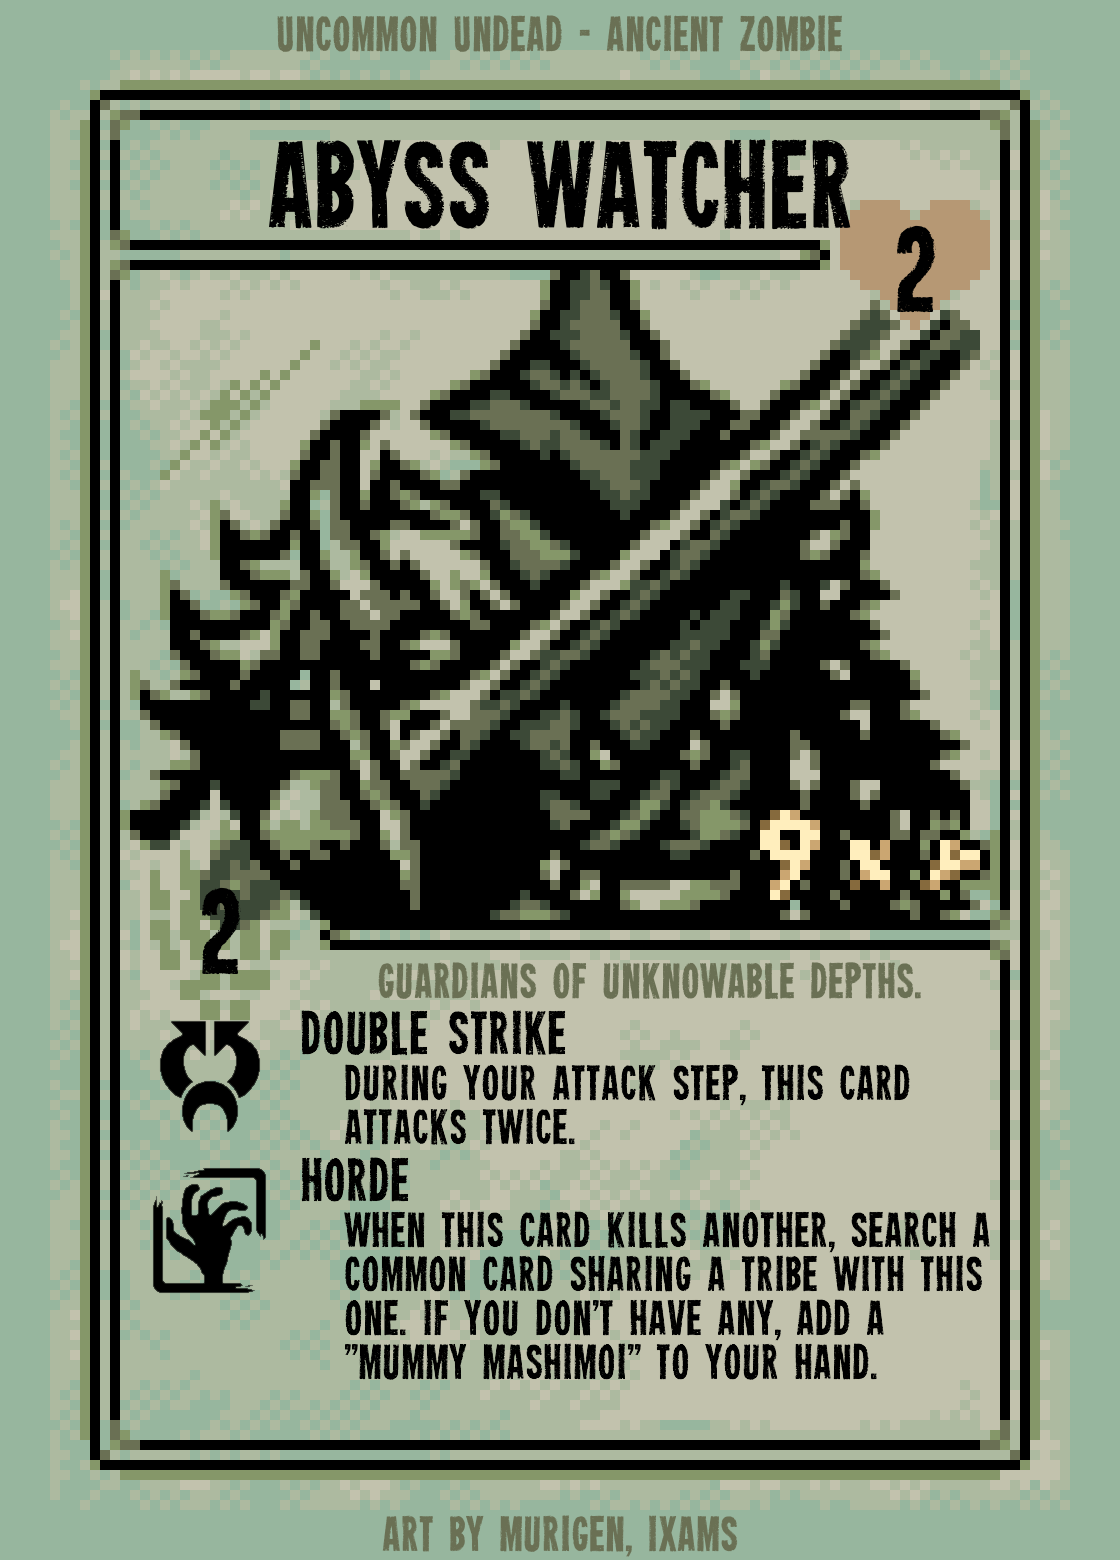 UNCOMMON UNDEAD - ANCIENT ZOMBIE
ABYSS WATCHER
2
2
GUARDIANS OF UNKNOWABLE DEPTHS.
DOUBLE STRIKE
DURING YOUR ATTACK STEP, THIS CARD
ATTACKS TWICE.
HORDE
WHEN THIS CARD KILLS ANOTHER, SEARCH A
COMMON CARD SHARING A TRIBE WITH THIS
ONE. IF YOU DON'T HAVE ANY, ADD A
"MUMMY MASHIMOI" TO YOUR HAND.
ART BY MURIGEN, IXAMS